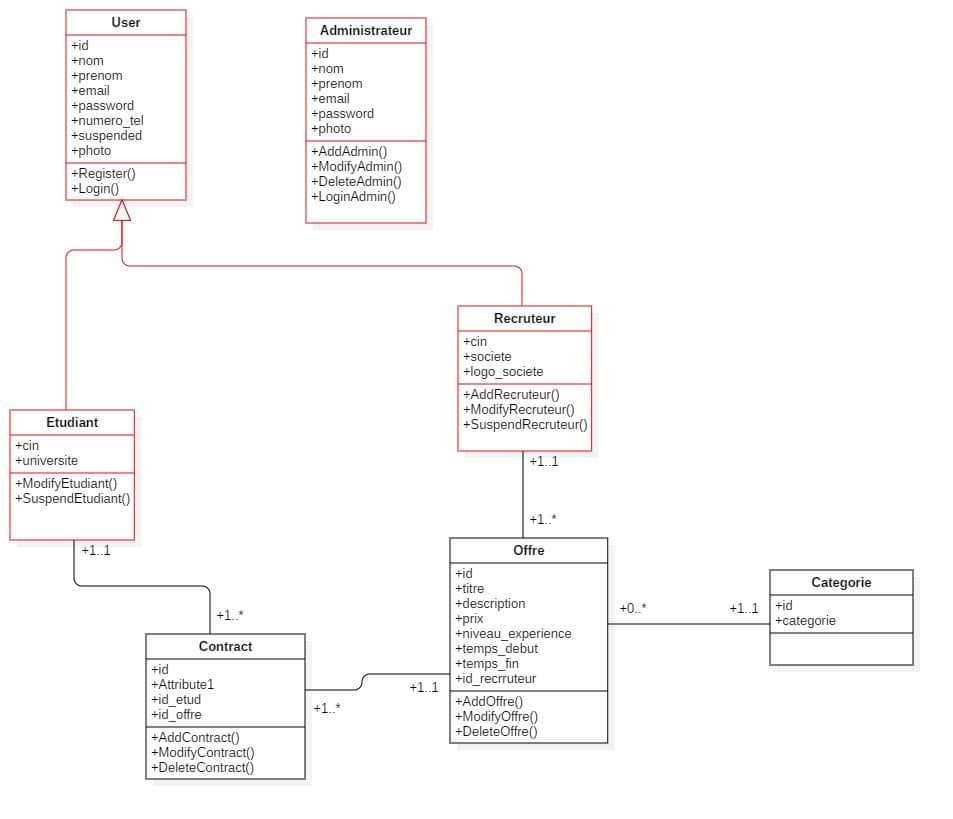 User
+id
+nom
+prenom
+email
+password
+numero_tel
+suspended
+photo
+Register()
+Login()
Administrateur
+id
+nom
+prenom
+email
+password
+photo
+AddAdmin()
+ModifyAdmin()
+DeleteAdmin()
+LoginAdmin()
Recruteur
+cin
+societe
+logo_societe
+AddRecruteur()
+ModifyRecruteur()
+SuspendRecruteur()
+1..1
+1..*
Etudiant
+cin
+universite
+ModifyEtudiant()
+SuspendEtudiant()
+1..1
+1..*
Contract
+id
+Attribute1
+id_etud
+id_offre
+AddContract()
+ModifyContract()
+DeleteContract()
+1..*
+1..1
Offre
+id
+titre
+description
+prix
+niveau_experience
+temps_debut
+temps_fin
+id_recrruteur
+AddOffre()
+ModifyOffre()
+DeleteOffre()
+0..*
+1..1
Categorie
+id
+categorie